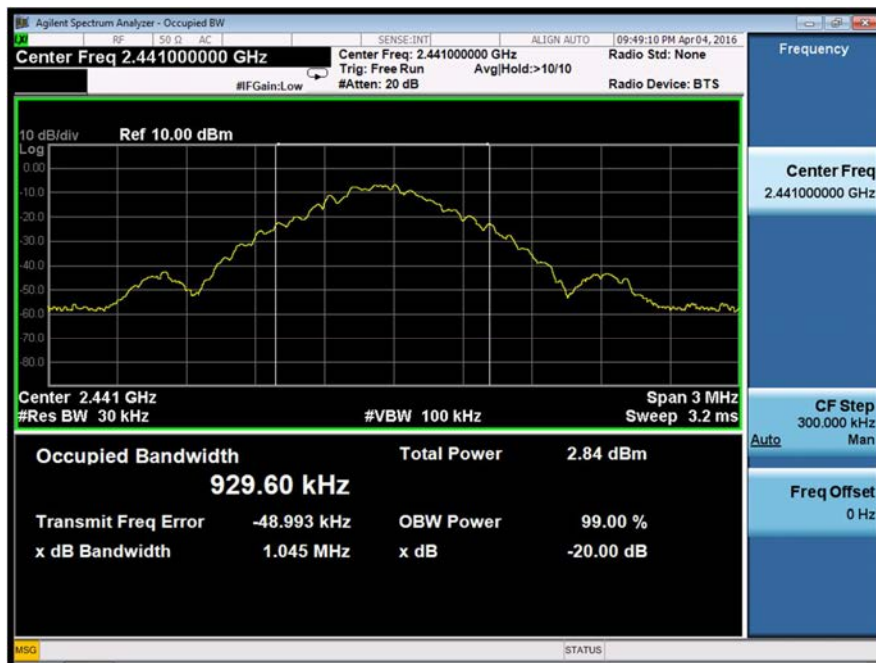 Agilent Spectrum Analyzer - Occupied BW
LXI RF 50 Ω AC SENSE:INT ALIGN AUTO 09:49:10 PM Apr 04, 2016
Center Freq 2.441000000 GHz
Center Freq: 2.441000000 GHz Radio Std: None
Trig: Free Run Avg|Hold:>10/10
#IFGain:Low #Atten: 20 dB Radio Device: BTS
Frequency
10 dB/div Ref 10.00 dBm
Log
0.00
-10.0
-20.0
-30.0
-40.0
-50.0
-60.0
-70.0
-80.0
Center 2.441 GHz Span 3 MHz
#Res BW 30 kHz #VBW 100 kHz Sweep 3.2 ms
Center Freq
2.441000000 GHz
CF Step
300.000 kHz
Auto Man
Freq Offset
0 Hz
Occupied Bandwidth Total Power 2.84 dBm
929.60 kHz
Transmit Freq Error -48.993 kHz OBW Power 99.00 %
x dB Bandwidth 1.045 MHz x dB -20.00 dB
MSG STATUS